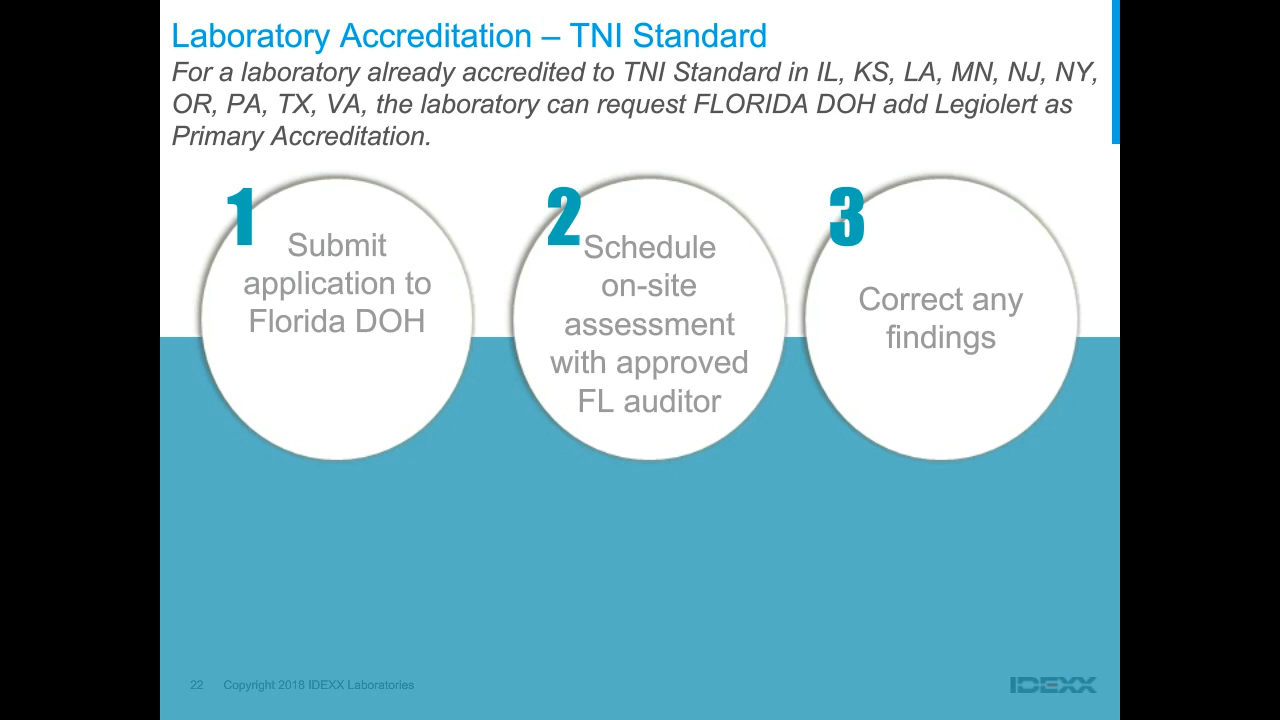 Laboratory Accreditation – TNI Standard
For a laboratory already accredited to TNI Standard in IL, KS, LA, MN, NJ, NY,
OR, PA, TX, VA, the laboratory can request FLORIDA DOH add Legiolert as
Primary Accreditation.
1
Submit
application to
Florida DOH
2
Schedule
on-site
assessment
with approved
FL auditor
3
Correct any
findings
22 Copyright 2018 IDEXX Laboratories
IDEXX